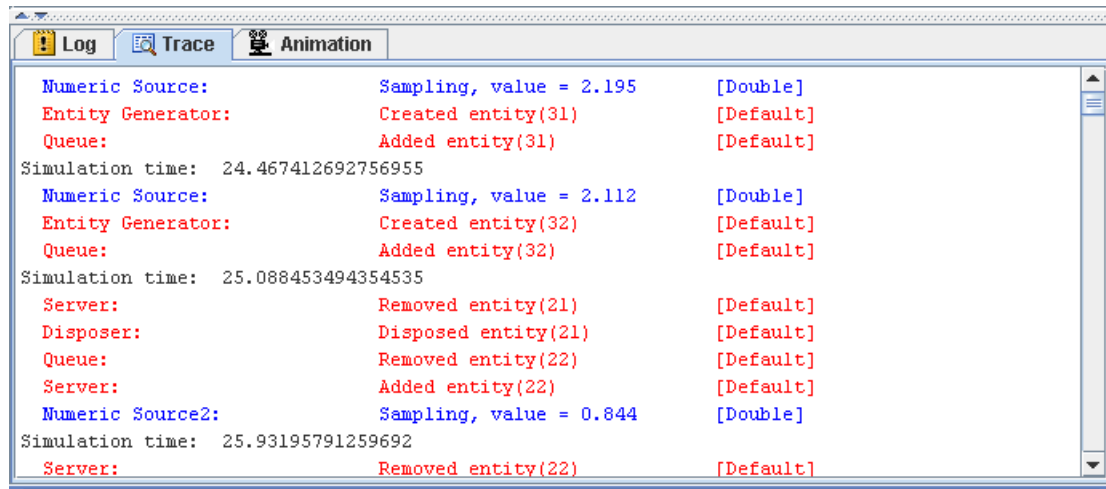 Log Trace Animation
Numeric Source: Sampling, value = 2.195 [Double]
Entity Generator: Created entity(31) [Default]
Queue: Added entity(31) [Default]
Simulation time: 24.467412692756955
Numeric Source: Sampling, value = 2.112 [Double]
Entity Generator: Created entity(32) [Default]
Queue: Added entity(32) [Default]
Simulation time: 25.088453494354535
Server: Removed entity(21) [Default]
Disposer: Disposed entity(21) [Default]
Queue: Removed entity(22) [Default]
Server: Added entity(22) [Default]
Numeric Source2: Sampling, value = 0.844 [Double]
Simulation time: 25.93195791259692
Server: Removed entity(22) [Default]